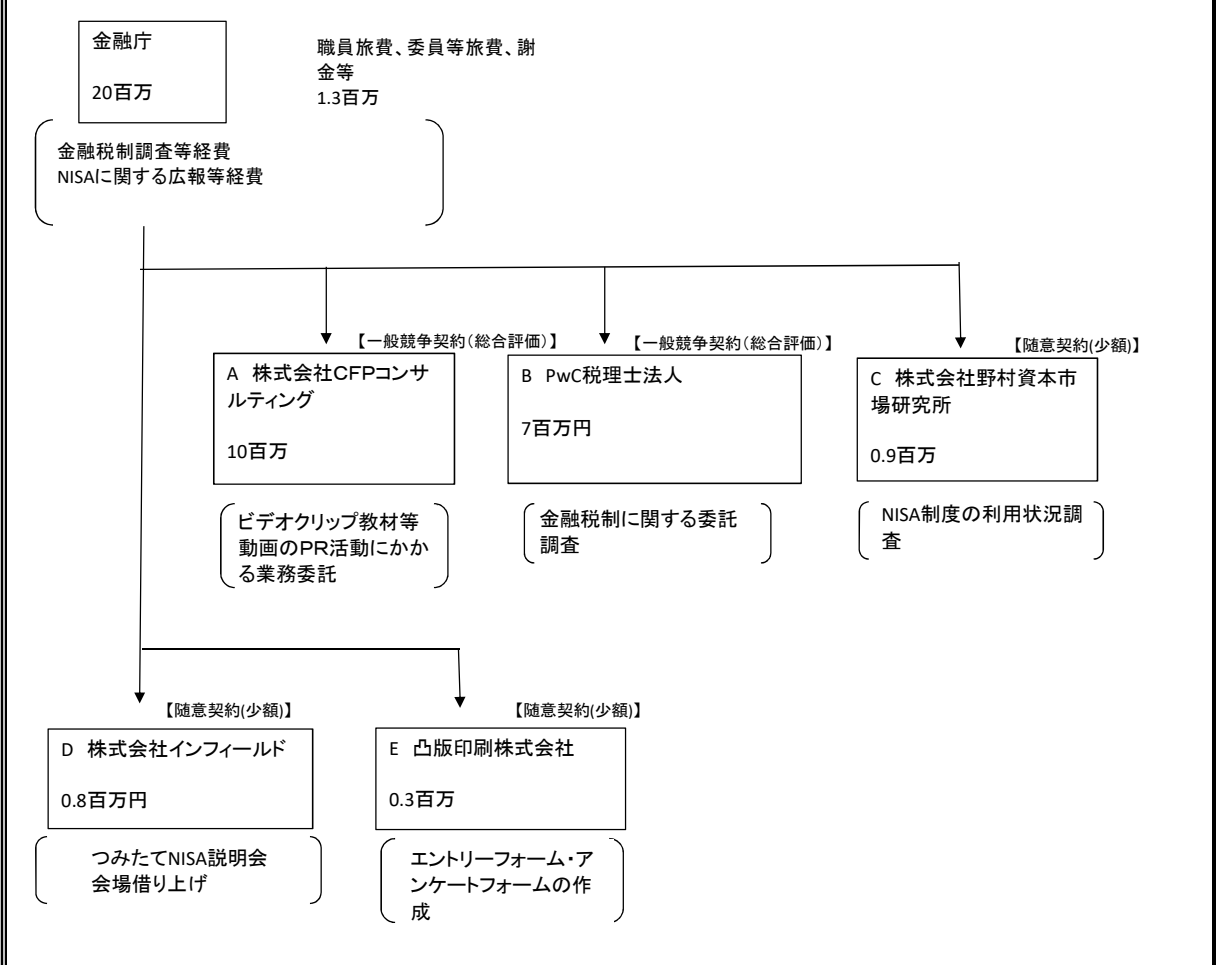 金融庁
20百万
職員旅費、委員等旅費、謝
金等
1.3百万
金融税制調査等経費
NISAに関する広報等経費
【一般競争契約(総合評価)】
A　株式会社CFPコンサ
ルティング
10百万
ビデオクリップ教材等
動画のPR活動にかか
る業務委託
【一般競争契約(総合評価)】
B　PwC税理士法人
7百万円
金融税制に関する委託
調査
【随意契約(少額)】
C　株式会社野村資本市
場研究所
0.9百万
NISA制度の利用状況調
査
【随意契約(少額)】
D　株式会社インフィールド
0.8百万円
つみたてNISA説明会
会場借り上げ
【随意契約(少額)】
E　凸版印刷株式会社
0.3百万
エントリーフォーム・ア
ンケートフォームの作
成